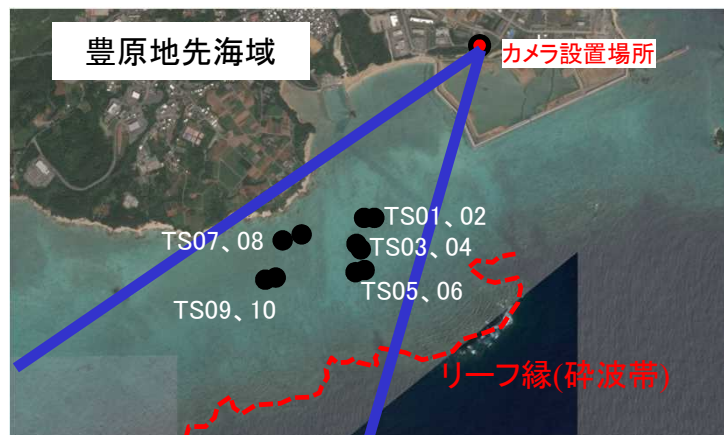 豊原地先海域
カメラ設置場所
TS01、02
TS07、08
TS03、04
TS05、06
TS09、10
リーフ縁(砕波帯)